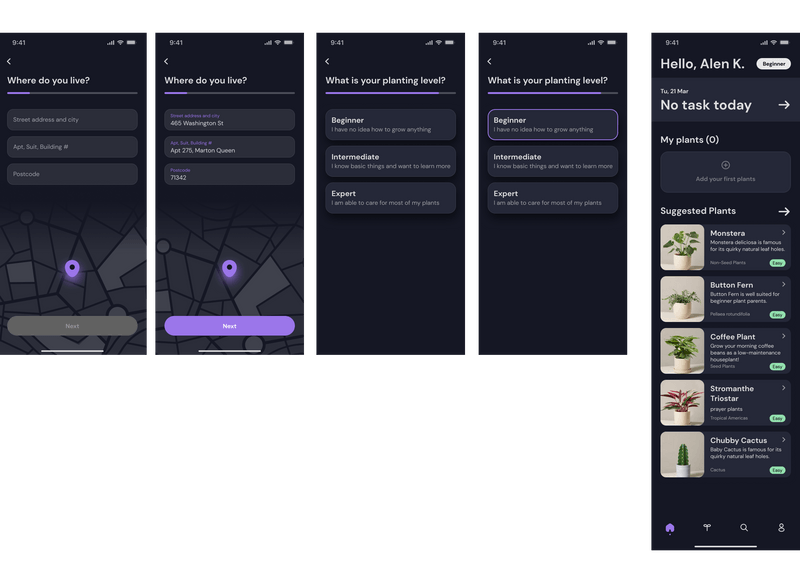 9:41
Where do you live?
Street address and city
Apt, Suit, Building #
Postcode
Next
9:41
Where do you live?
Street address and city
465 Washington St
Apt, Suit, Building #
Apt 275, Marton Queen
Postcode
71342
Next
9:41
What is your planting level?
Beginner
I have no idea how to grow anything
Intermediate
I know basic things and want to learn more
Expert
I am able to care for most of my plants
9:41
What is your planting level?
Beginner
I have no idea how to grow anything
Intermediate
I know basic things and want to learn more
Expert
I am able to care for most of my plants
9:41
Hello, Alen K.
Beginner
Tu, 21 Mar
No task today
My plants (0)
Add your first plants
Suggested Plants
Monstera
Monstera deliciosa is famous
for its quirky natural leaf holes.
Non-Seed Plants
Easy
Button Fern
Button Fern is well suited for
beginner plant parents.
Pellaea rotundifolia
Easy
Coffee Plant
Grow your morning coffee
beans as a low-maintenance
houseplant!
Seed Plants
Easy
Stromanthe
Triostar
prayer plants
Tropical Americas
Easy
Chubby Cactus
Baby Cactus is famous for its
quirky natural leaf holes.
Cactus
Easy